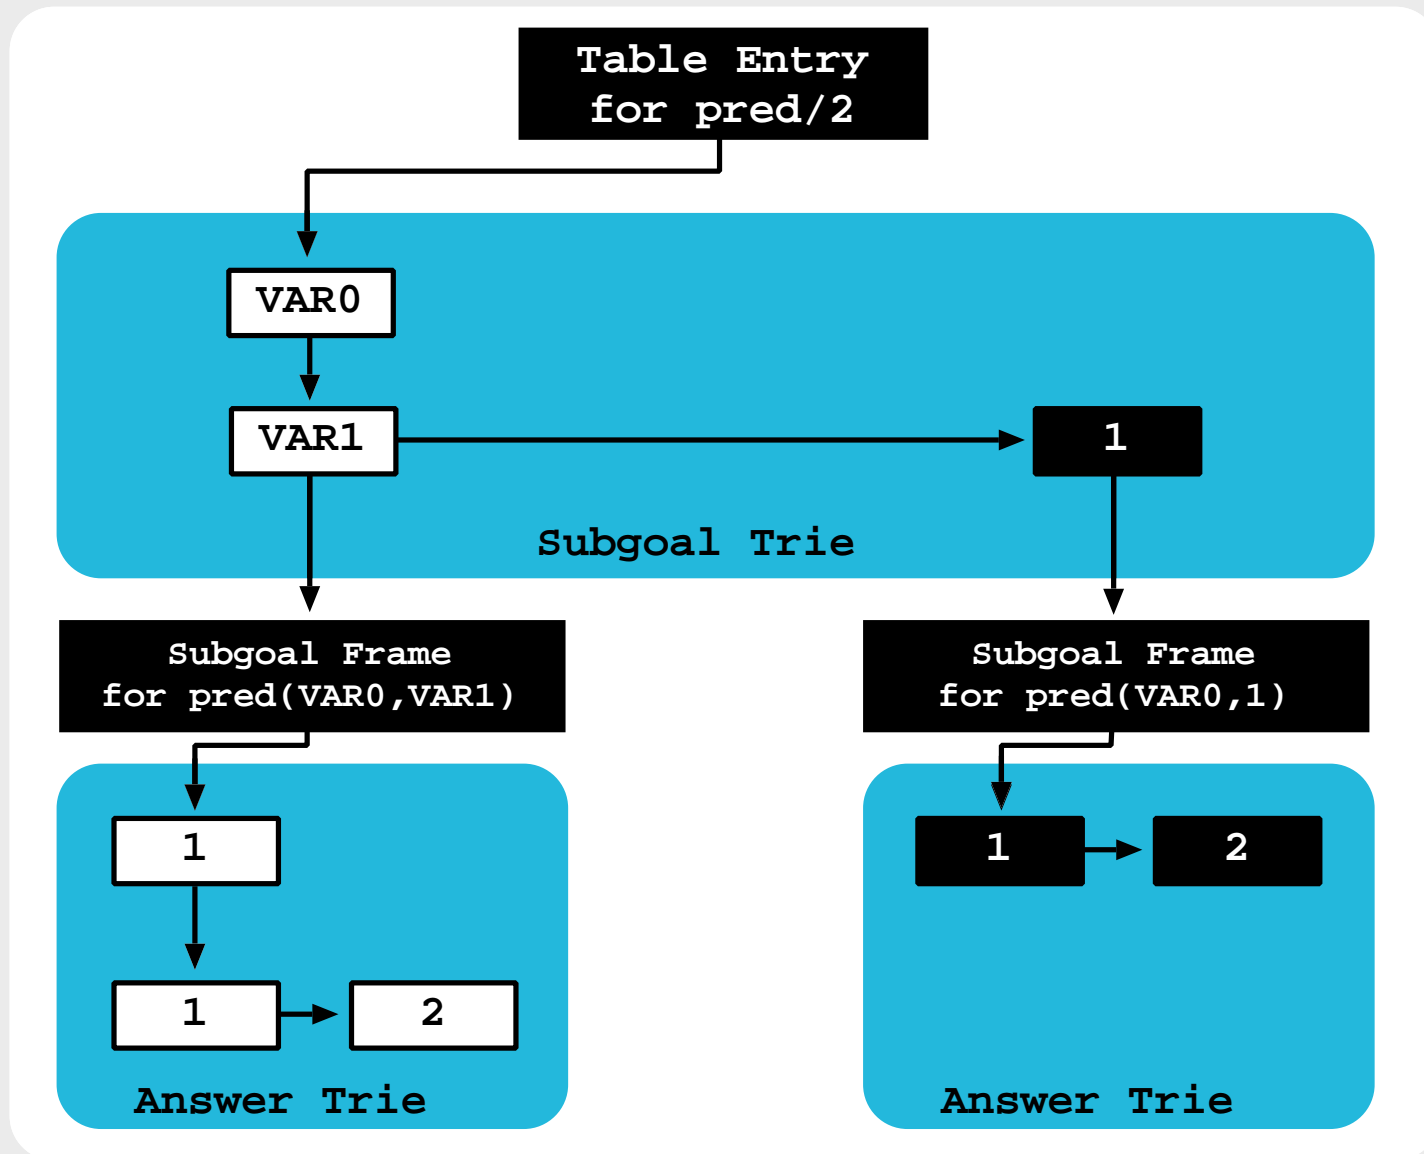 Table Entry
for pred/2
VAR0
VAR1
1
Subgoal Trie
Subgoal Frame
for pred(VAR0,VAR1)
Subgoal Frame
for pred(VAR0,1)
1
1
2
Answer Trie
1
2
Answer Trie